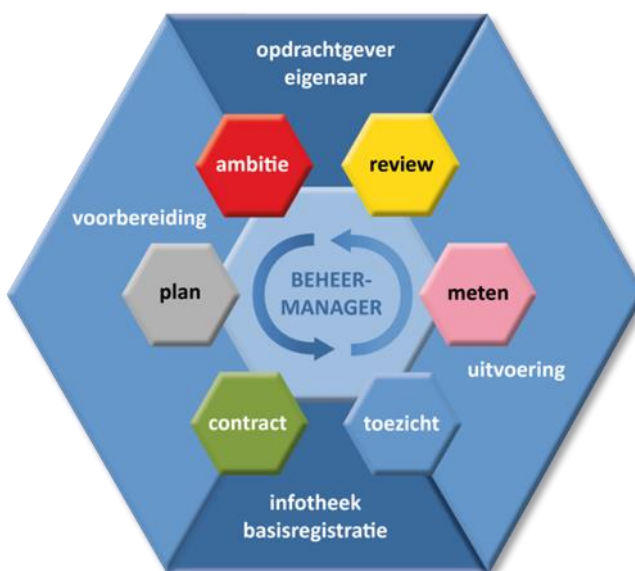 opdrachtgever
eigenaar
ambitie
review
voorbereiding
plan
BEHEER-
MANAGER
meten
uitvoering
contract
toezicht
infotheek
basisregistratie